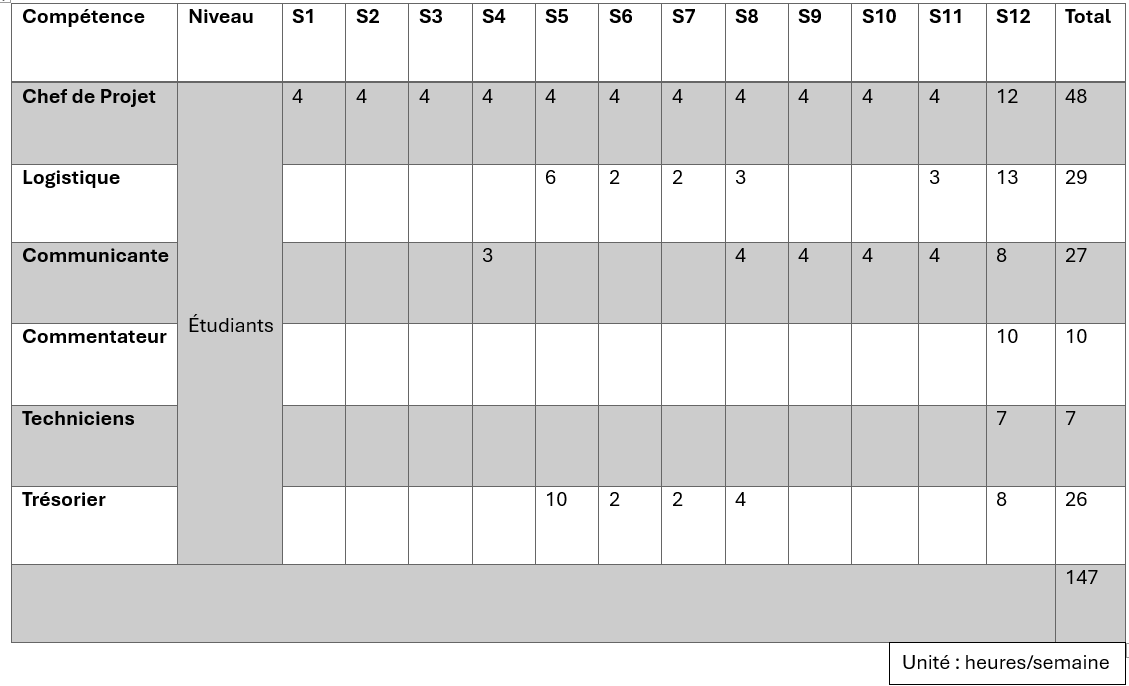 Compétence Niveau S1 S2 S3 S4 S5 S6 S7 S8 S9 S10 S11 S12 Total
Chef de Projet 4 4 4 4 4 4 4 4 4 4 4 12 48
Logistique 6 2 2 3 3 13 29
Communicante 3 4 4 4 4 8 27
Étudiants
Commentateur 10 10
Techniciens 7 7
Trésorier 10 2 2 4 8 26
147
Unité : heures/semaine